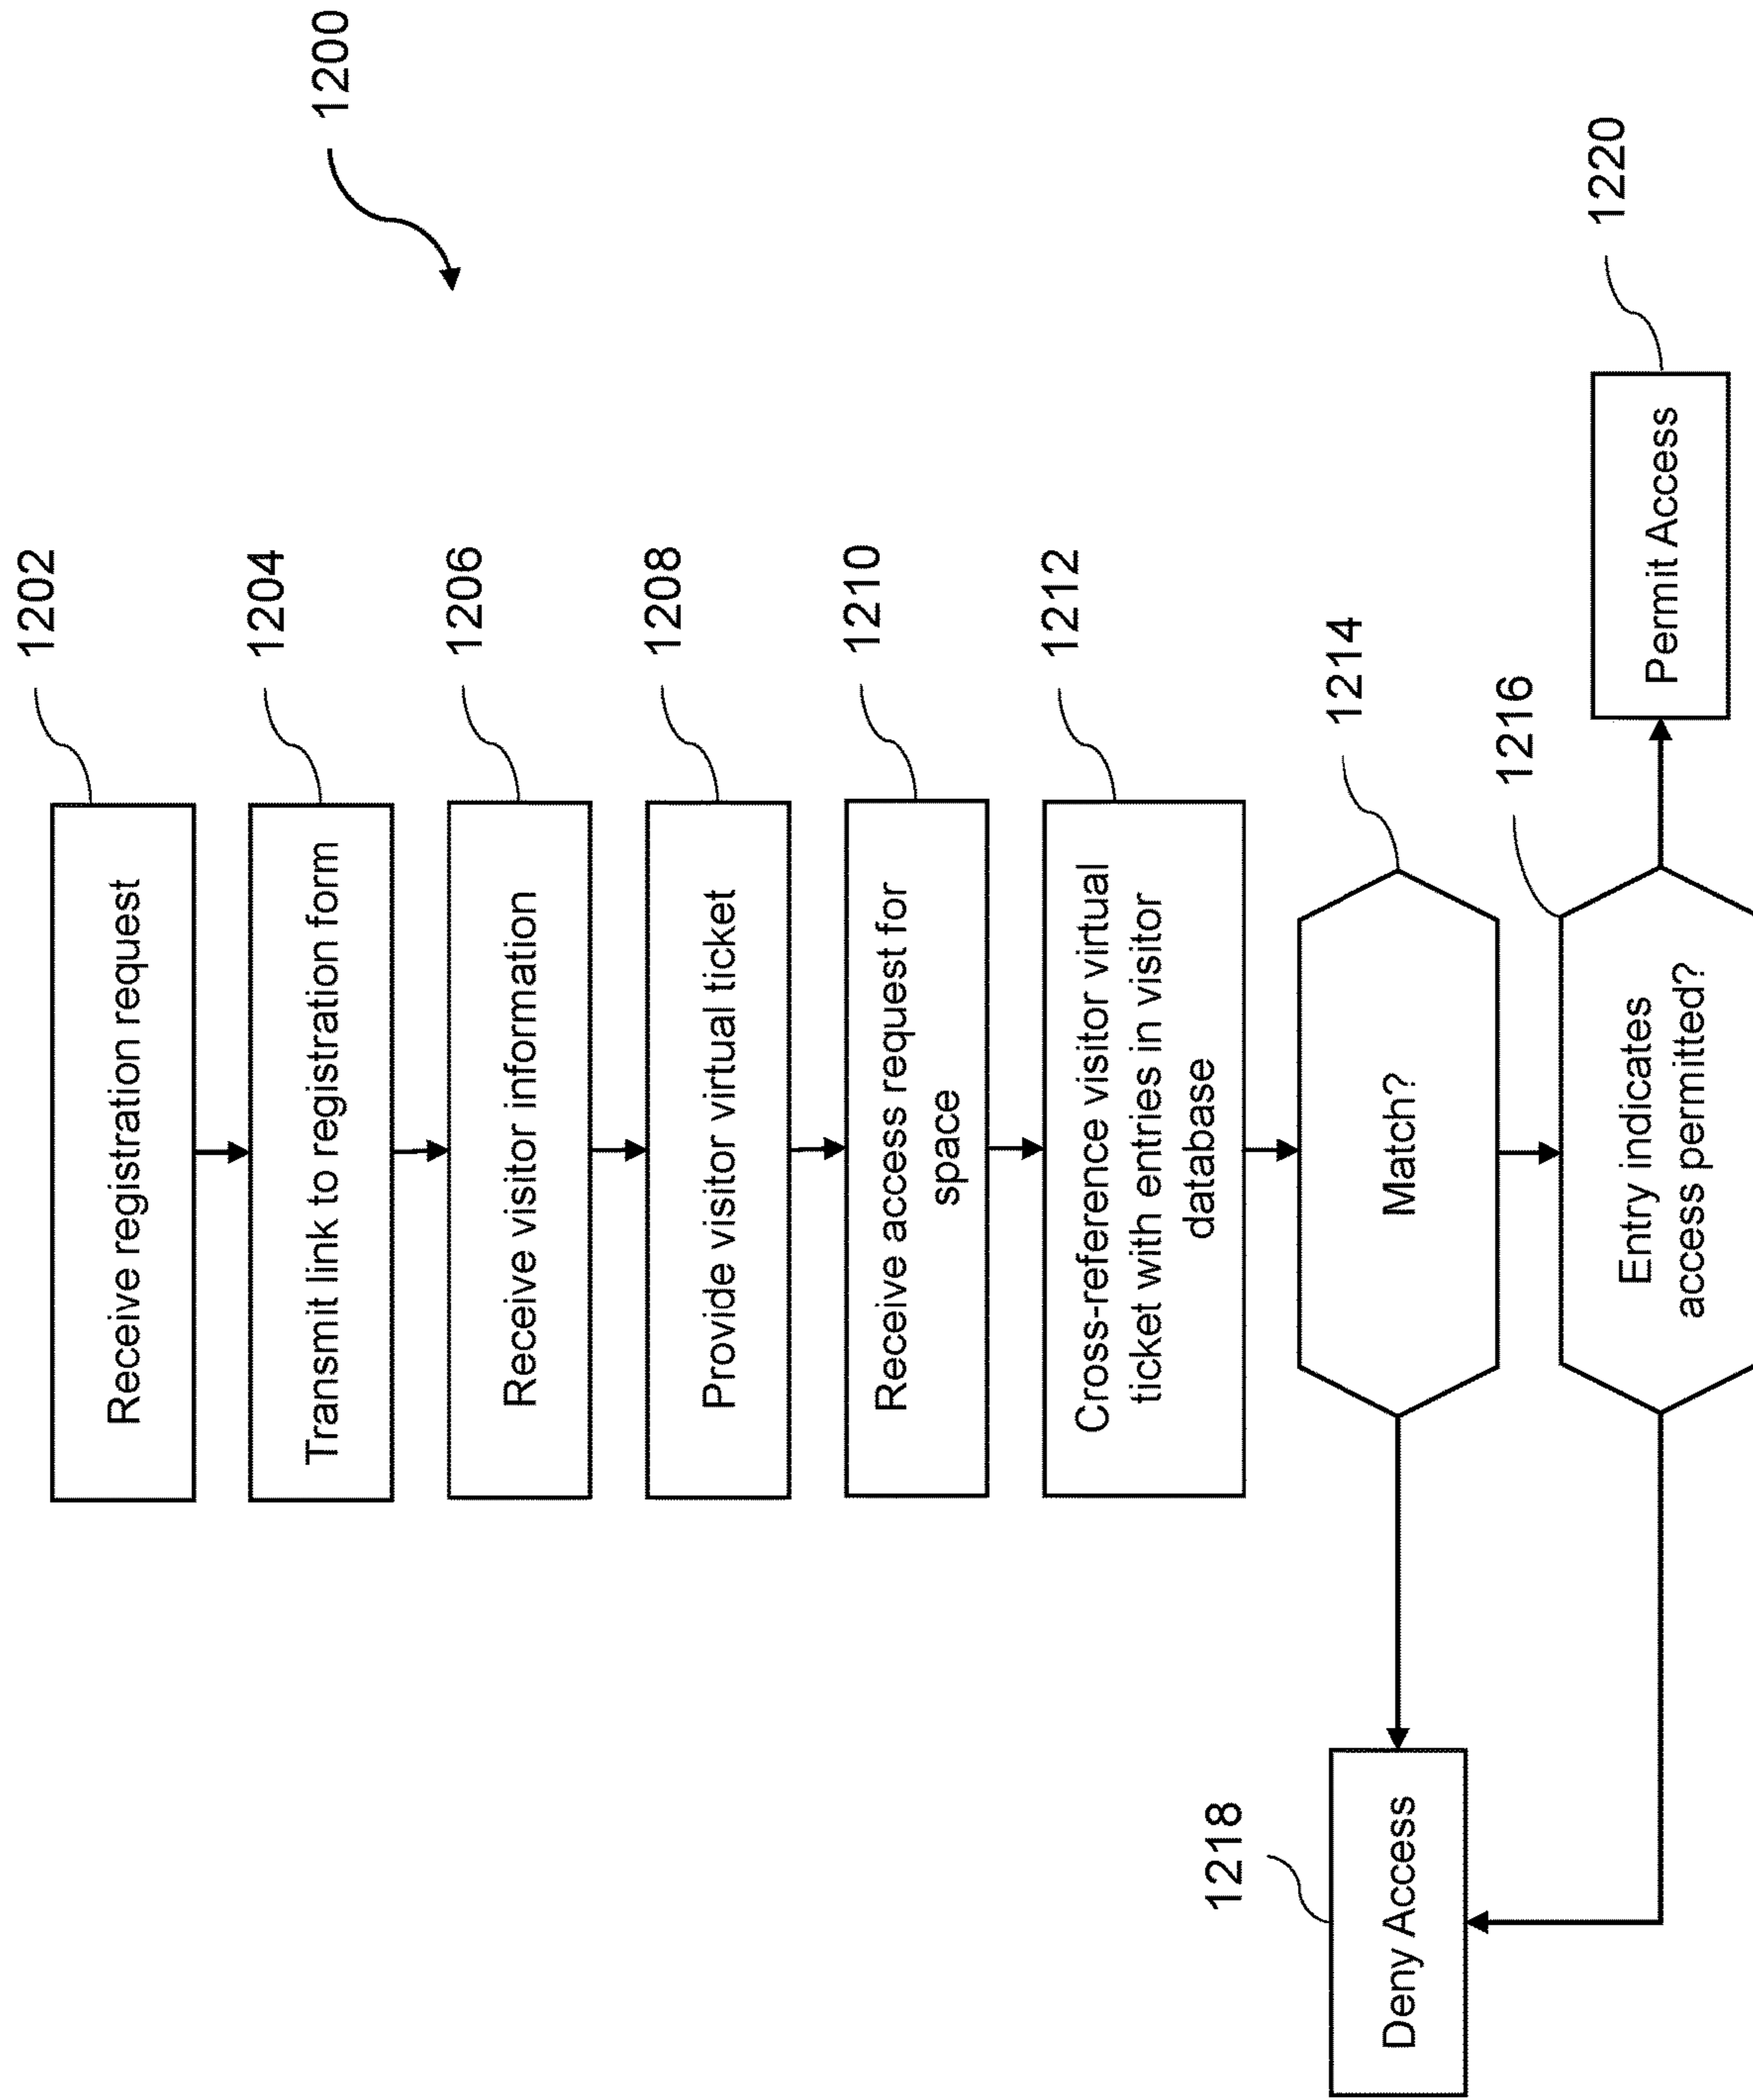 1200
1202
Receive registration request
1204
Transmit link to registration form
1206
Receive visitor information
1208
Provide visitor virtual ticket
1210
Receive access request for
space
1212
Cross-reference visitor virtual
ticket with entries in visitor
database
1214
Match?
1218
Deny Access
1216
Entry indicates
access permitted?
1220
Permit Access